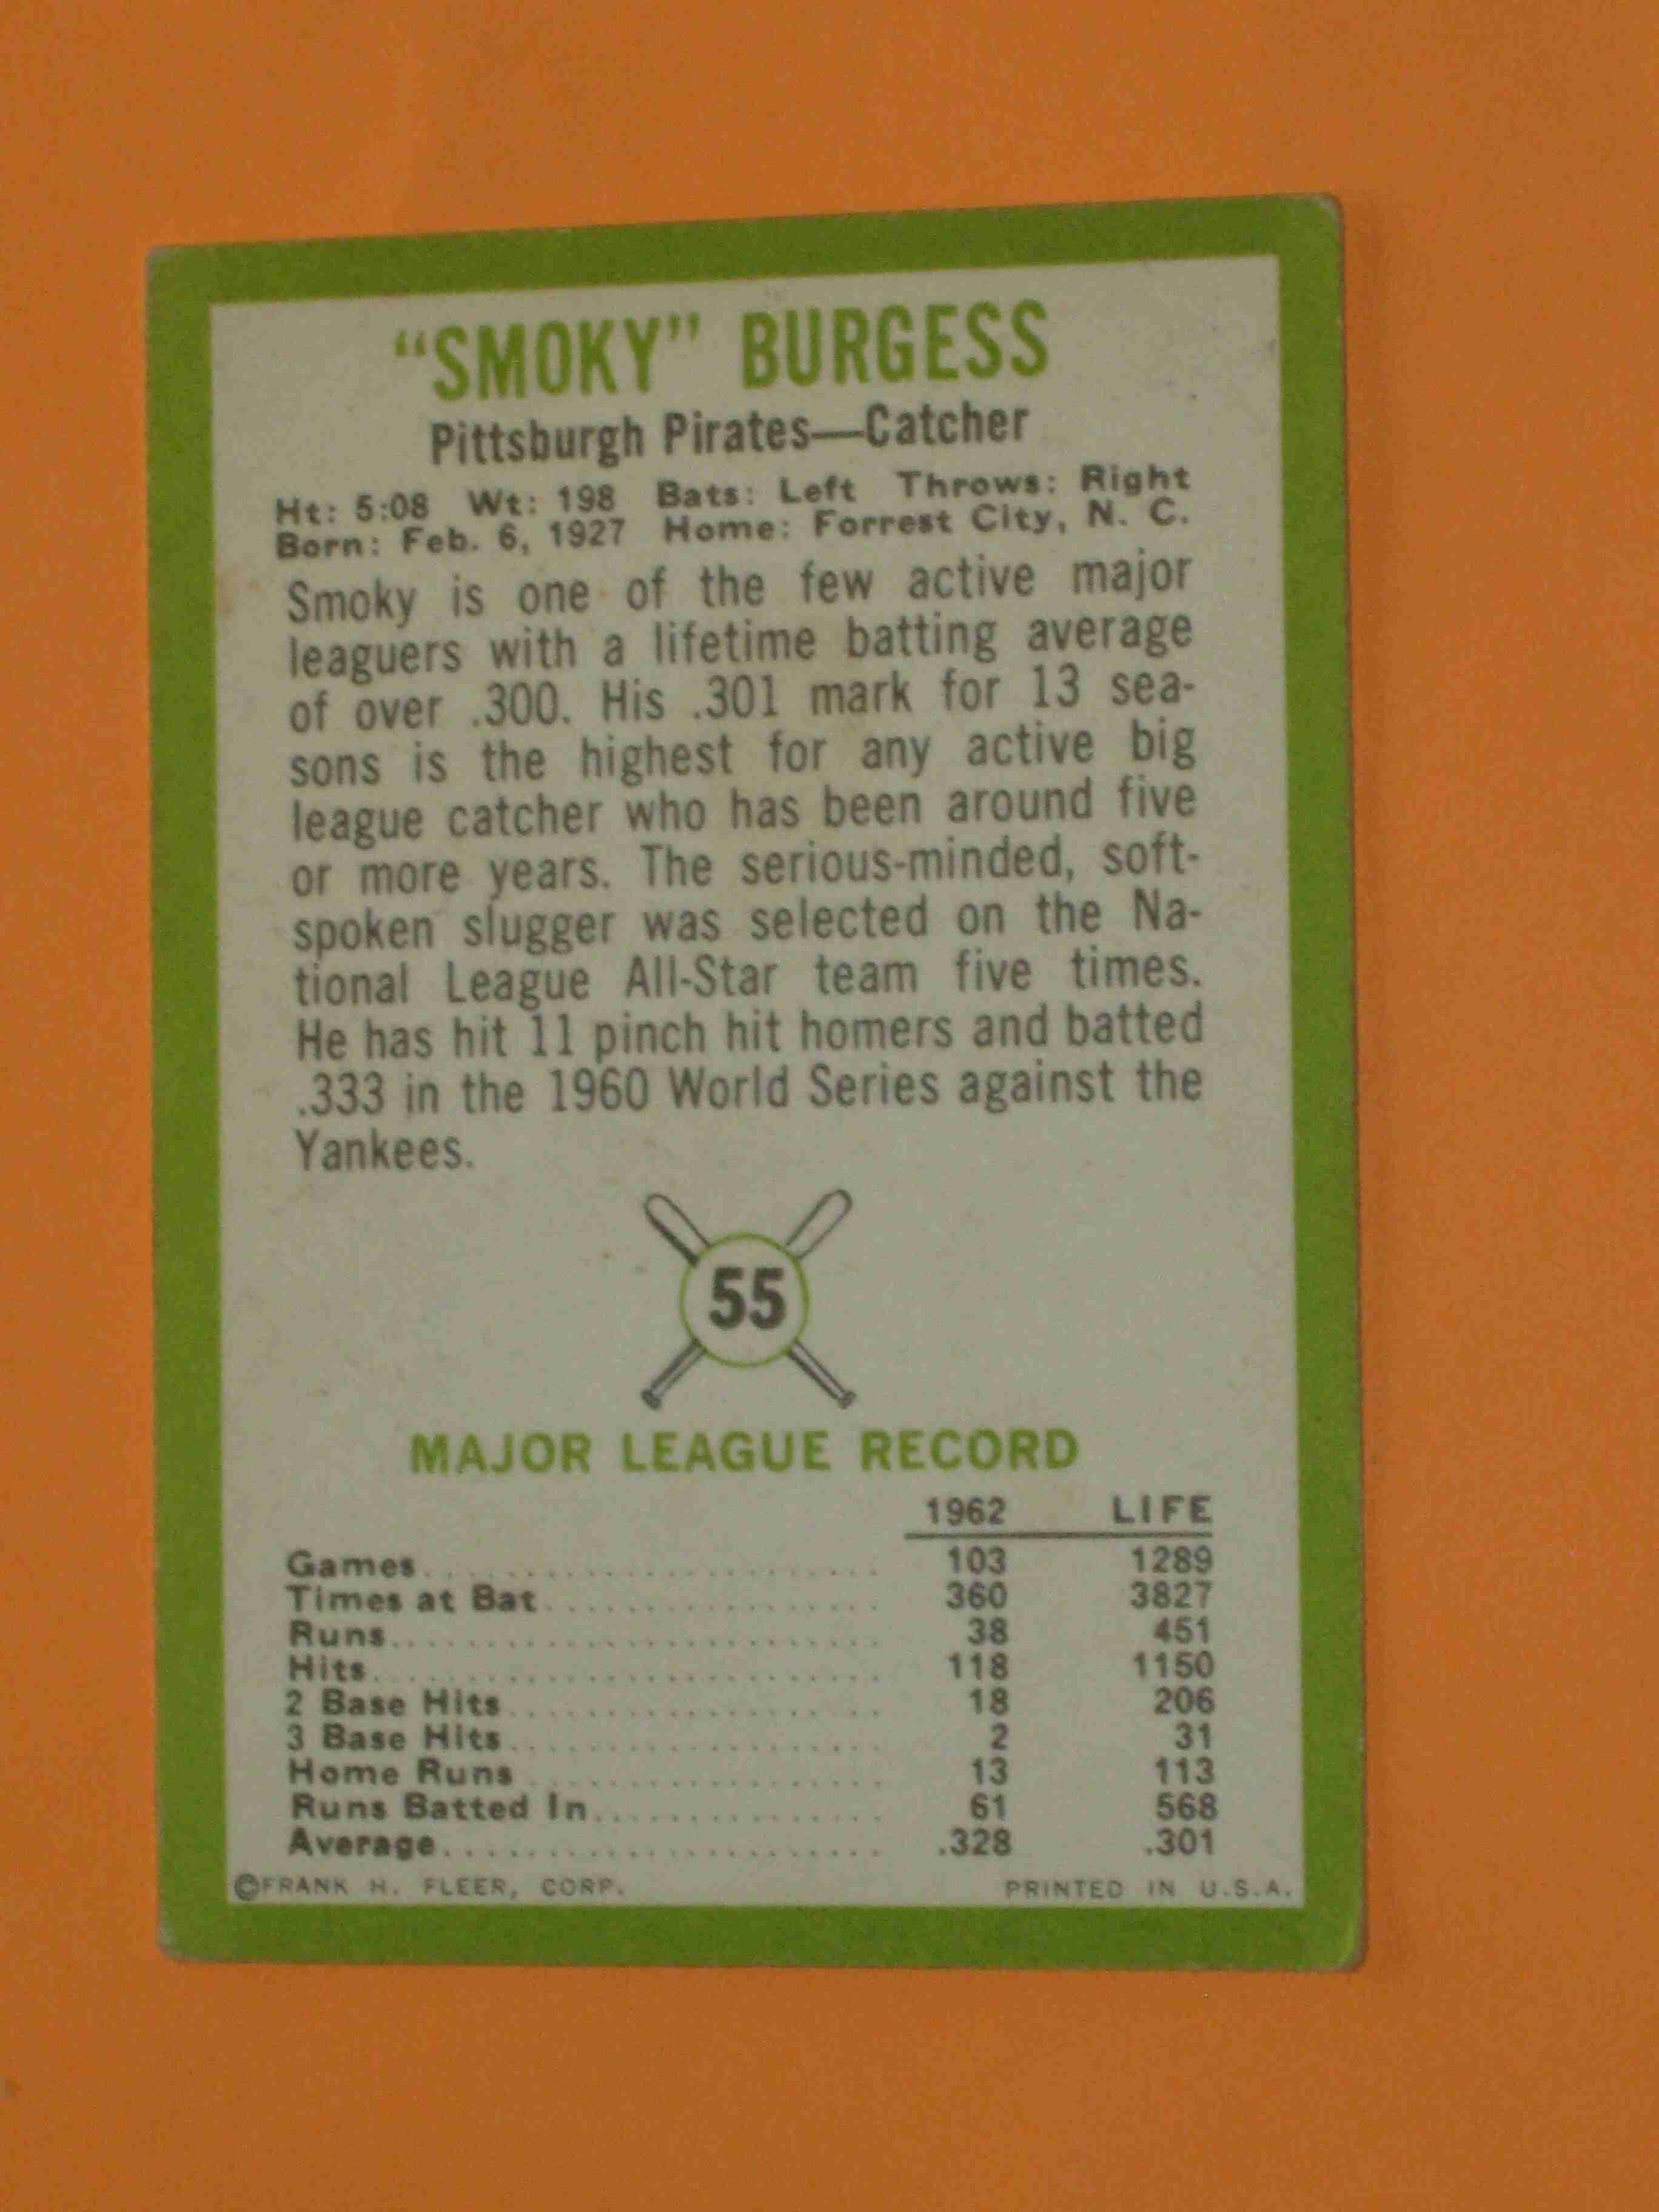 "SMOKY" BURGESS
Pittsburgh Pirates—Catcher
Ht: 5:08 Wt: 198 Bats: Left Throws: Right
Born: Feb. 6, 1927 Home: Forrest City, N. C.
Smoky is one of the few active major
leaguers with a lifetime batting average
of over .300. His .301 mark for 13 sea-
sons is the highest for any active big
league catcher who has been around five
or more years. The serious-minded, soft-
spoken slugger was selected on the Na-
tional League All-Star team five times.
He has hit 11 pinch hit homers and batted
.333 in the 1960 World Series against the
Yankees.
55
MAJOR LEAGUE RECORD
1962 LIFE
Games 103 1289
Times at Bat 360 3827
Runs 38 451
Hits 118 1150
2 Base Hits 18 206
3 Base Hits 2 31
Home Runs 13 113
Runs Batted In 61 568
Average .328 .301
©FRANK H. FLEER, CORP. PRINTED IN U.S.A.